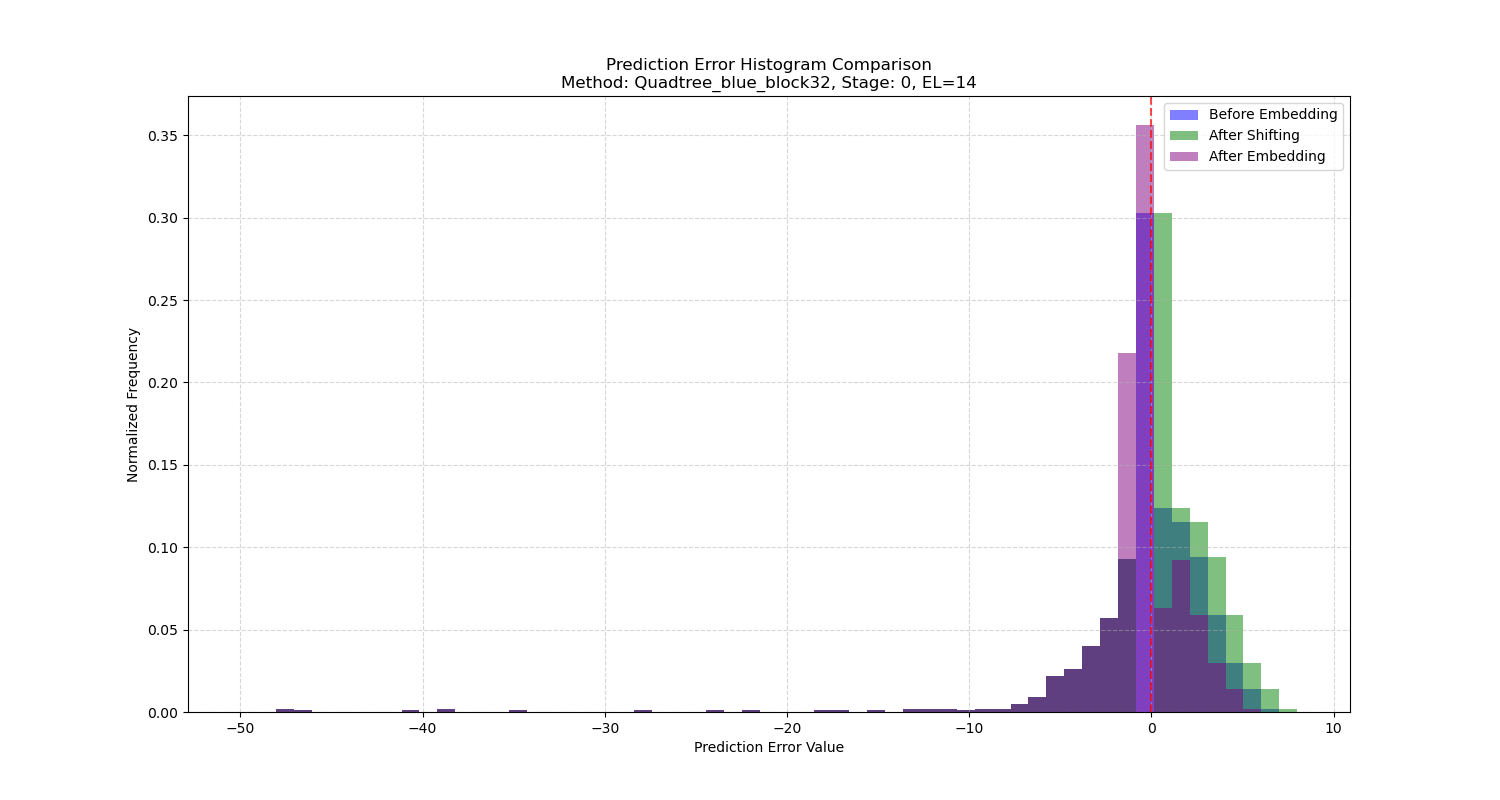 Prediction Error Histogram Comparison
Method: Quadtree_blue_block32, Stage: 0, EL=14
Before Embedding
After Shifting
After Embedding
Normalized Frequency
0.35
0.30
0.25
0.20
0.15
0.10
0.05
0.00
−50
−40
−30
−20
−10
0
10
Prediction Error Value